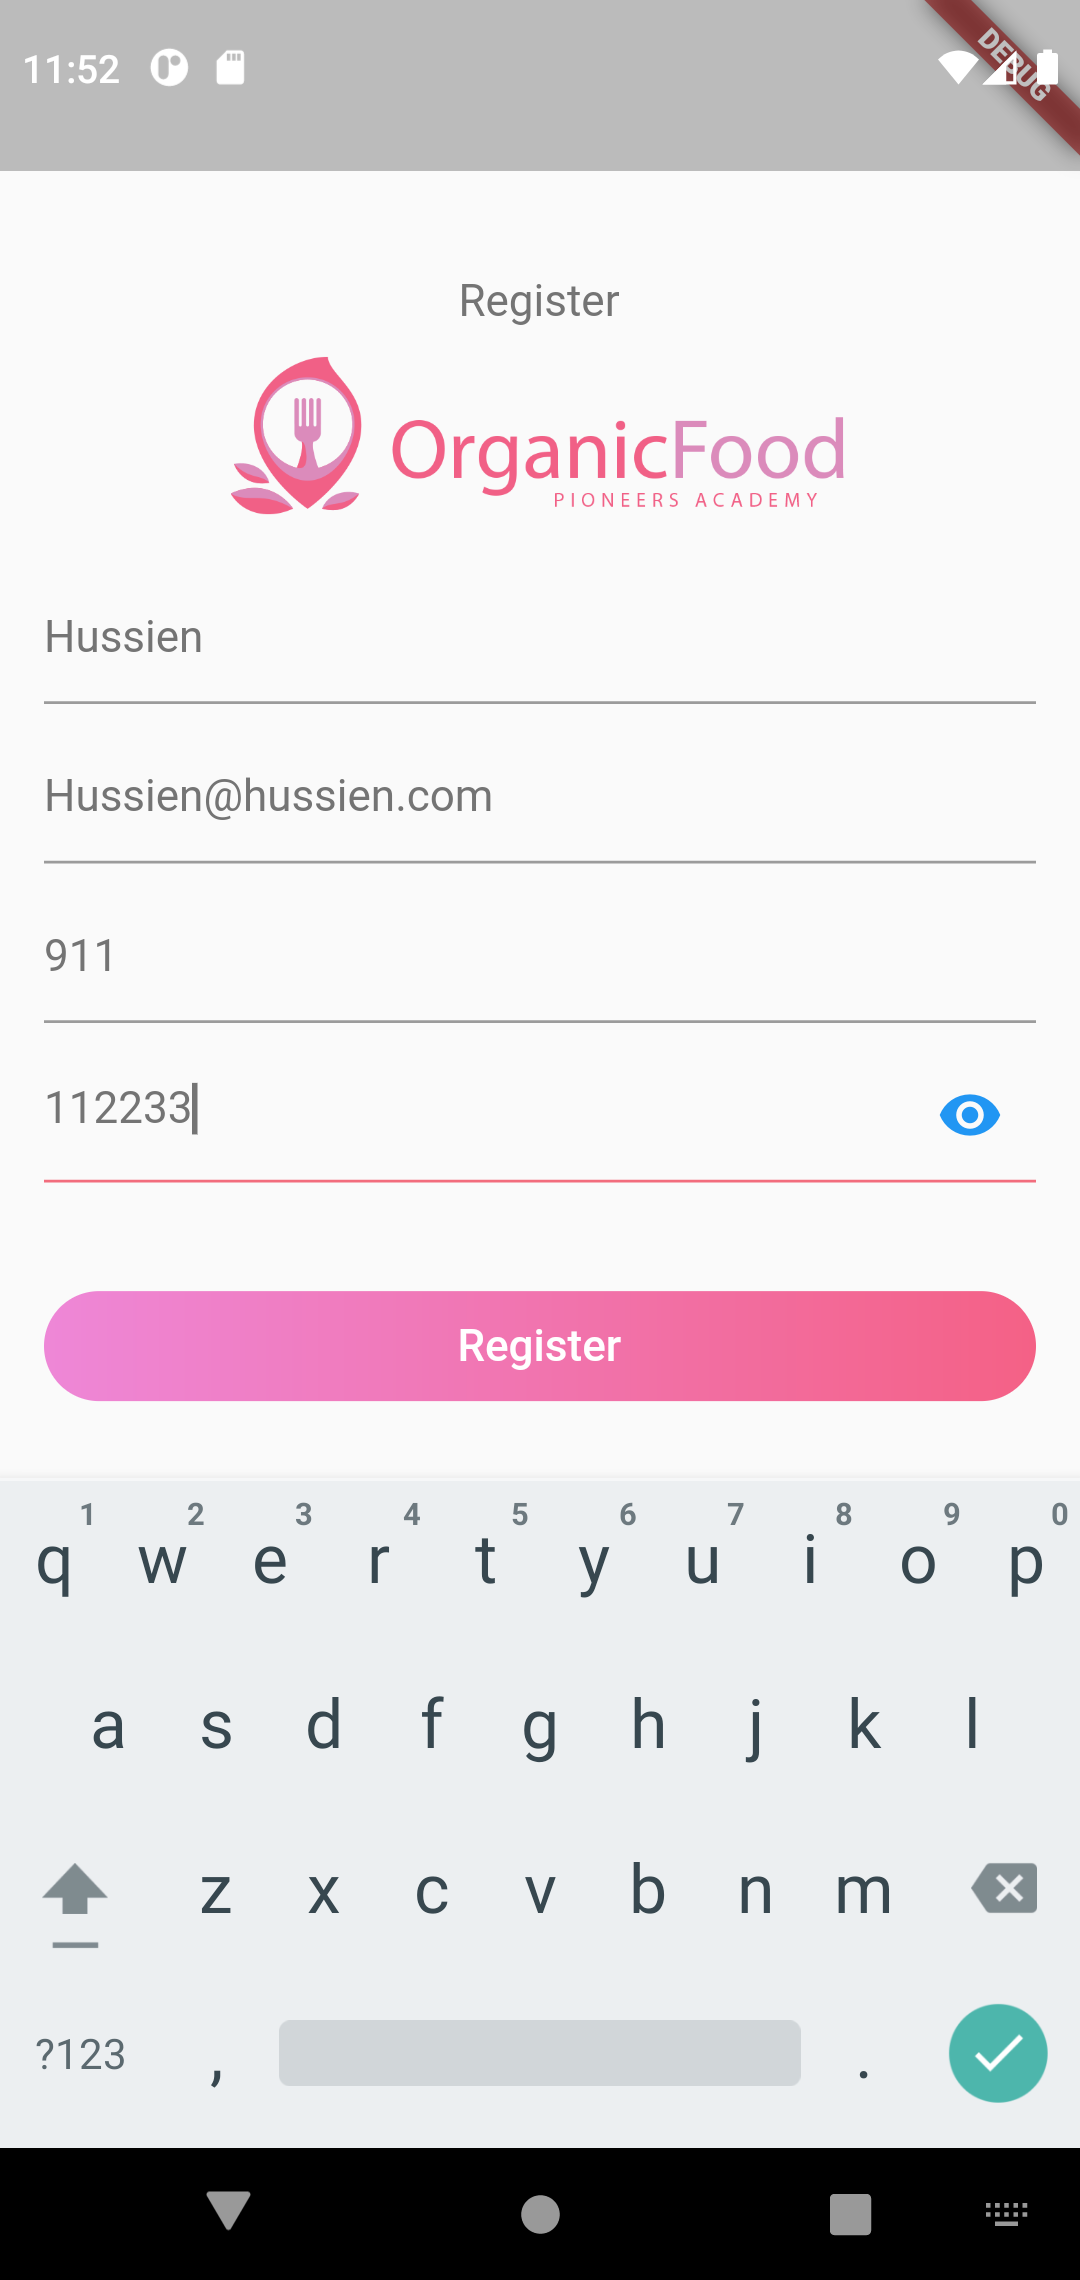 11:52
DEBUG
Register
OrganicFood
PIONEERS ACADEMY
Hussien
Hussien@hussien.com
911
112233
Register
1 2 3 4 5 6 7 8 9 0
q w e r t y u i o p
a s d f g h j k l
z x c v b n m
?123 , .